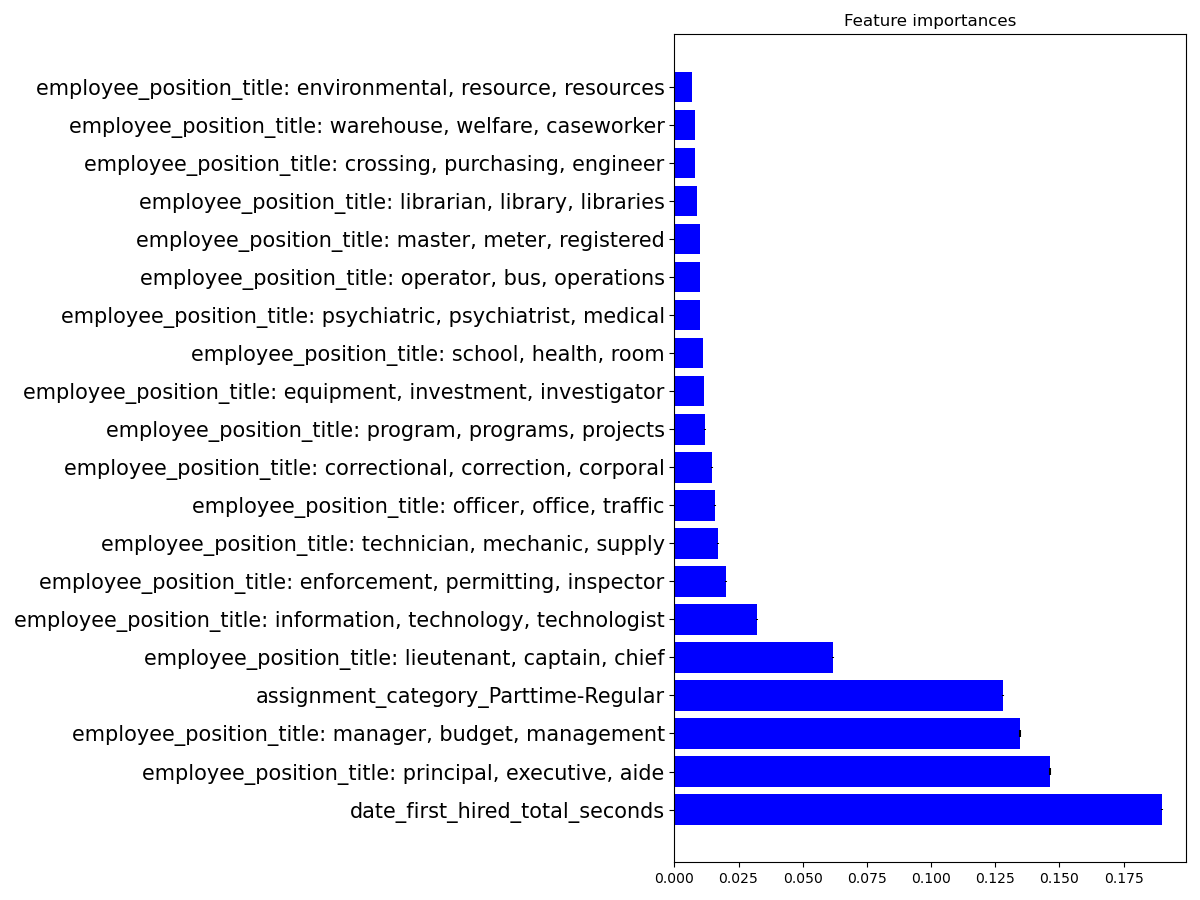 Feature importances
employee_position_title: environmental, resource, resources
employee_position_title: warehouse, welfare, caseworker
employee_position_title: crossing, purchasing, engineer
employee_position_title: librarian, library, libraries
employee_position_title: master, meter, registered
employee_position_title: operator, bus, operations
employee_position_title: psychiatric, psychiatrist, medical
employee_position_title: school, health, room
employee_position_title: equipment, investment, investigator
employee_position_title: program, programs, projects
employee_position_title: correctional, correction, corporal
employee_position_title: officer, office, traffic
employee_position_title: technician, mechanic, supply
employee_position_title: enforcement, permitting, inspector
employee_position_title: information, technology, technologist
employee_position_title: lieutenant, captain, chief
assignment_category_Parttime-Regular
employee_position_title: manager, budget, management
employee_position_title: principal, executive, aide
date_first_hired_total_seconds
0.000 0.025 0.050 0.075 0.100 0.125 0.150 0.175